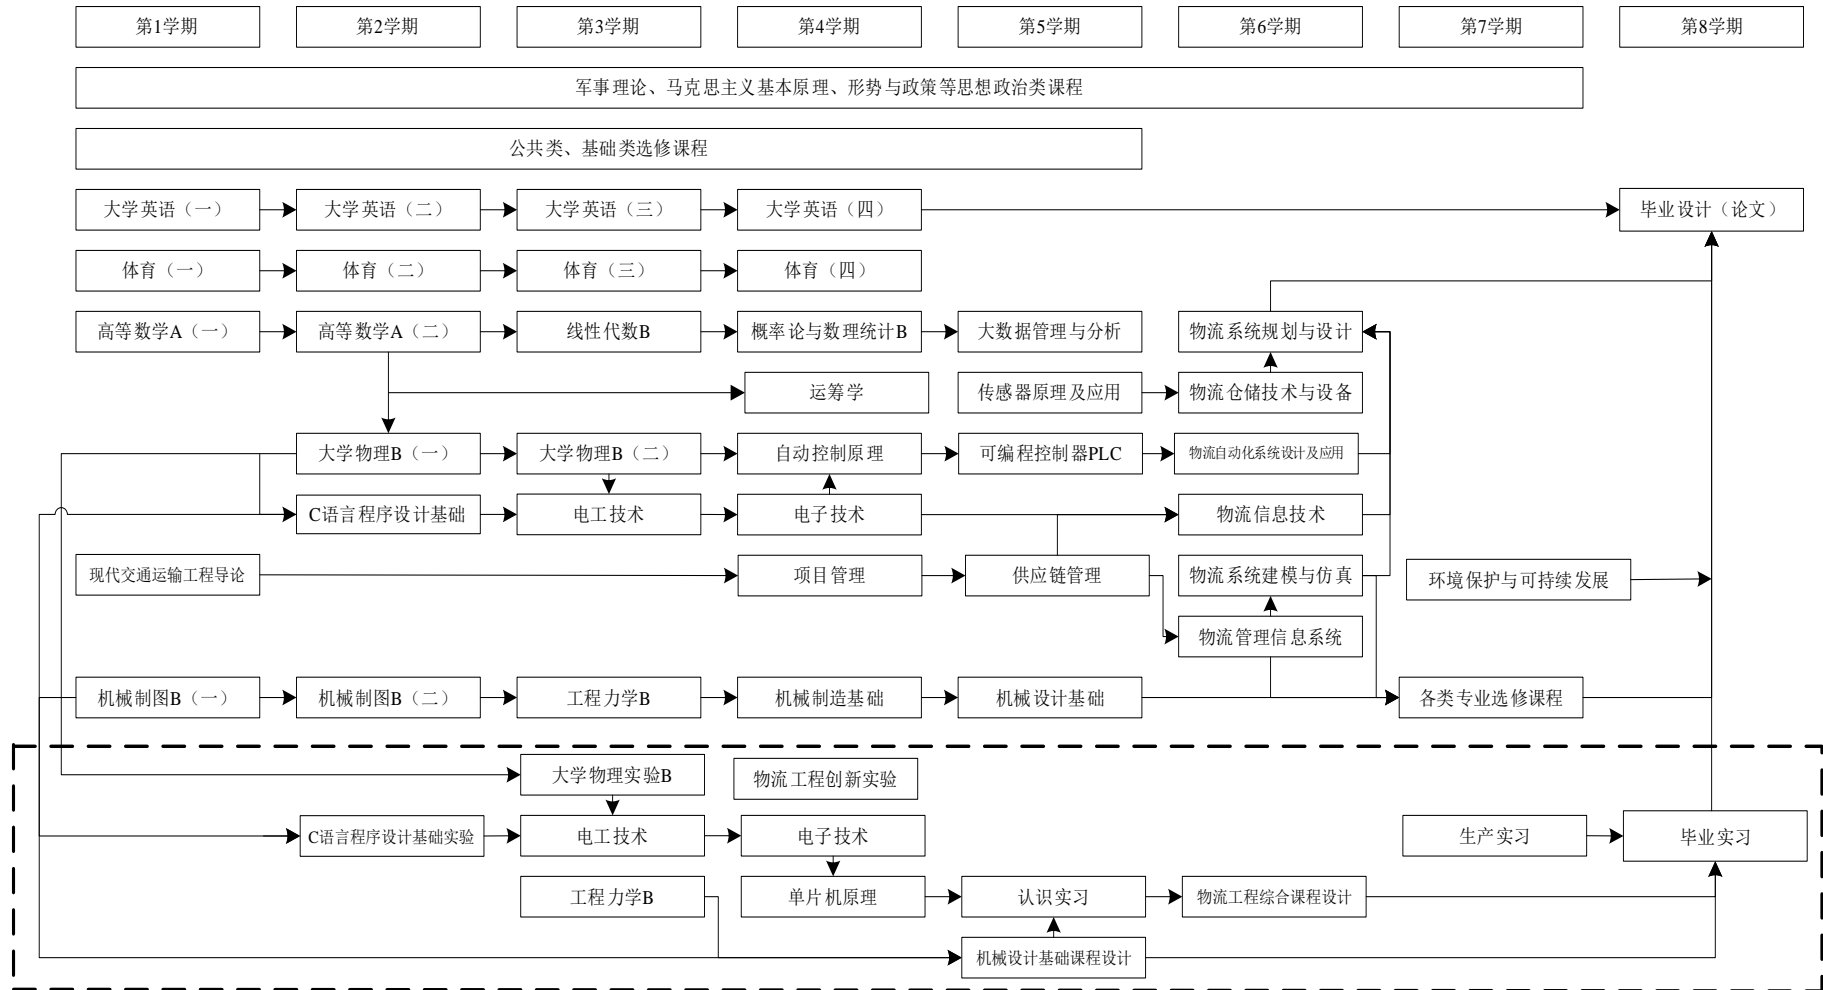 第1学期
第2学期
第3学期
第4学期
第5学期
第6学期
第7学期
第8学期
军事理论、马克思主义基本原理、形势与政策等思想政治类课程
公共类、基础类选修课程
大学英语（一）
大学英语（二）
大学英语（三）
大学英语（四）
毕业设计（论文）
体育（一）
体育（二）
体育（三）
体育（四）
高等数学A（一）
高等数学A（二）
线性代数B
概率论与数理统计B
大数据管理与分析
物流系统规划与设计
运筹学
传感器原理及应用
物流仓储技术与设备
大学物理B（一）
大学物理B（二）
自动控制原理
可编程控制器PLC
物流自动化系统设计及应用
C语言程序设计基础
电工技术
电子技术
物流信息技术
现代交通运输工程导论
项目管理
供应链管理
物流系统建模与仿真
环境保护与可持续发展
物流管理信息系统
机械制图B（一）
机械制图B（二）
工程力学B
机械制造基础
机械设计基础
各类专业选修课程
大学物理实验B
物流工程创新实验
C语言程序设计基础实验
电工技术
电子技术
生产实习
毕业实习
工程力学B
单片机原理
认识实习
物流工程综合课程设计
机械设计基础课程设计